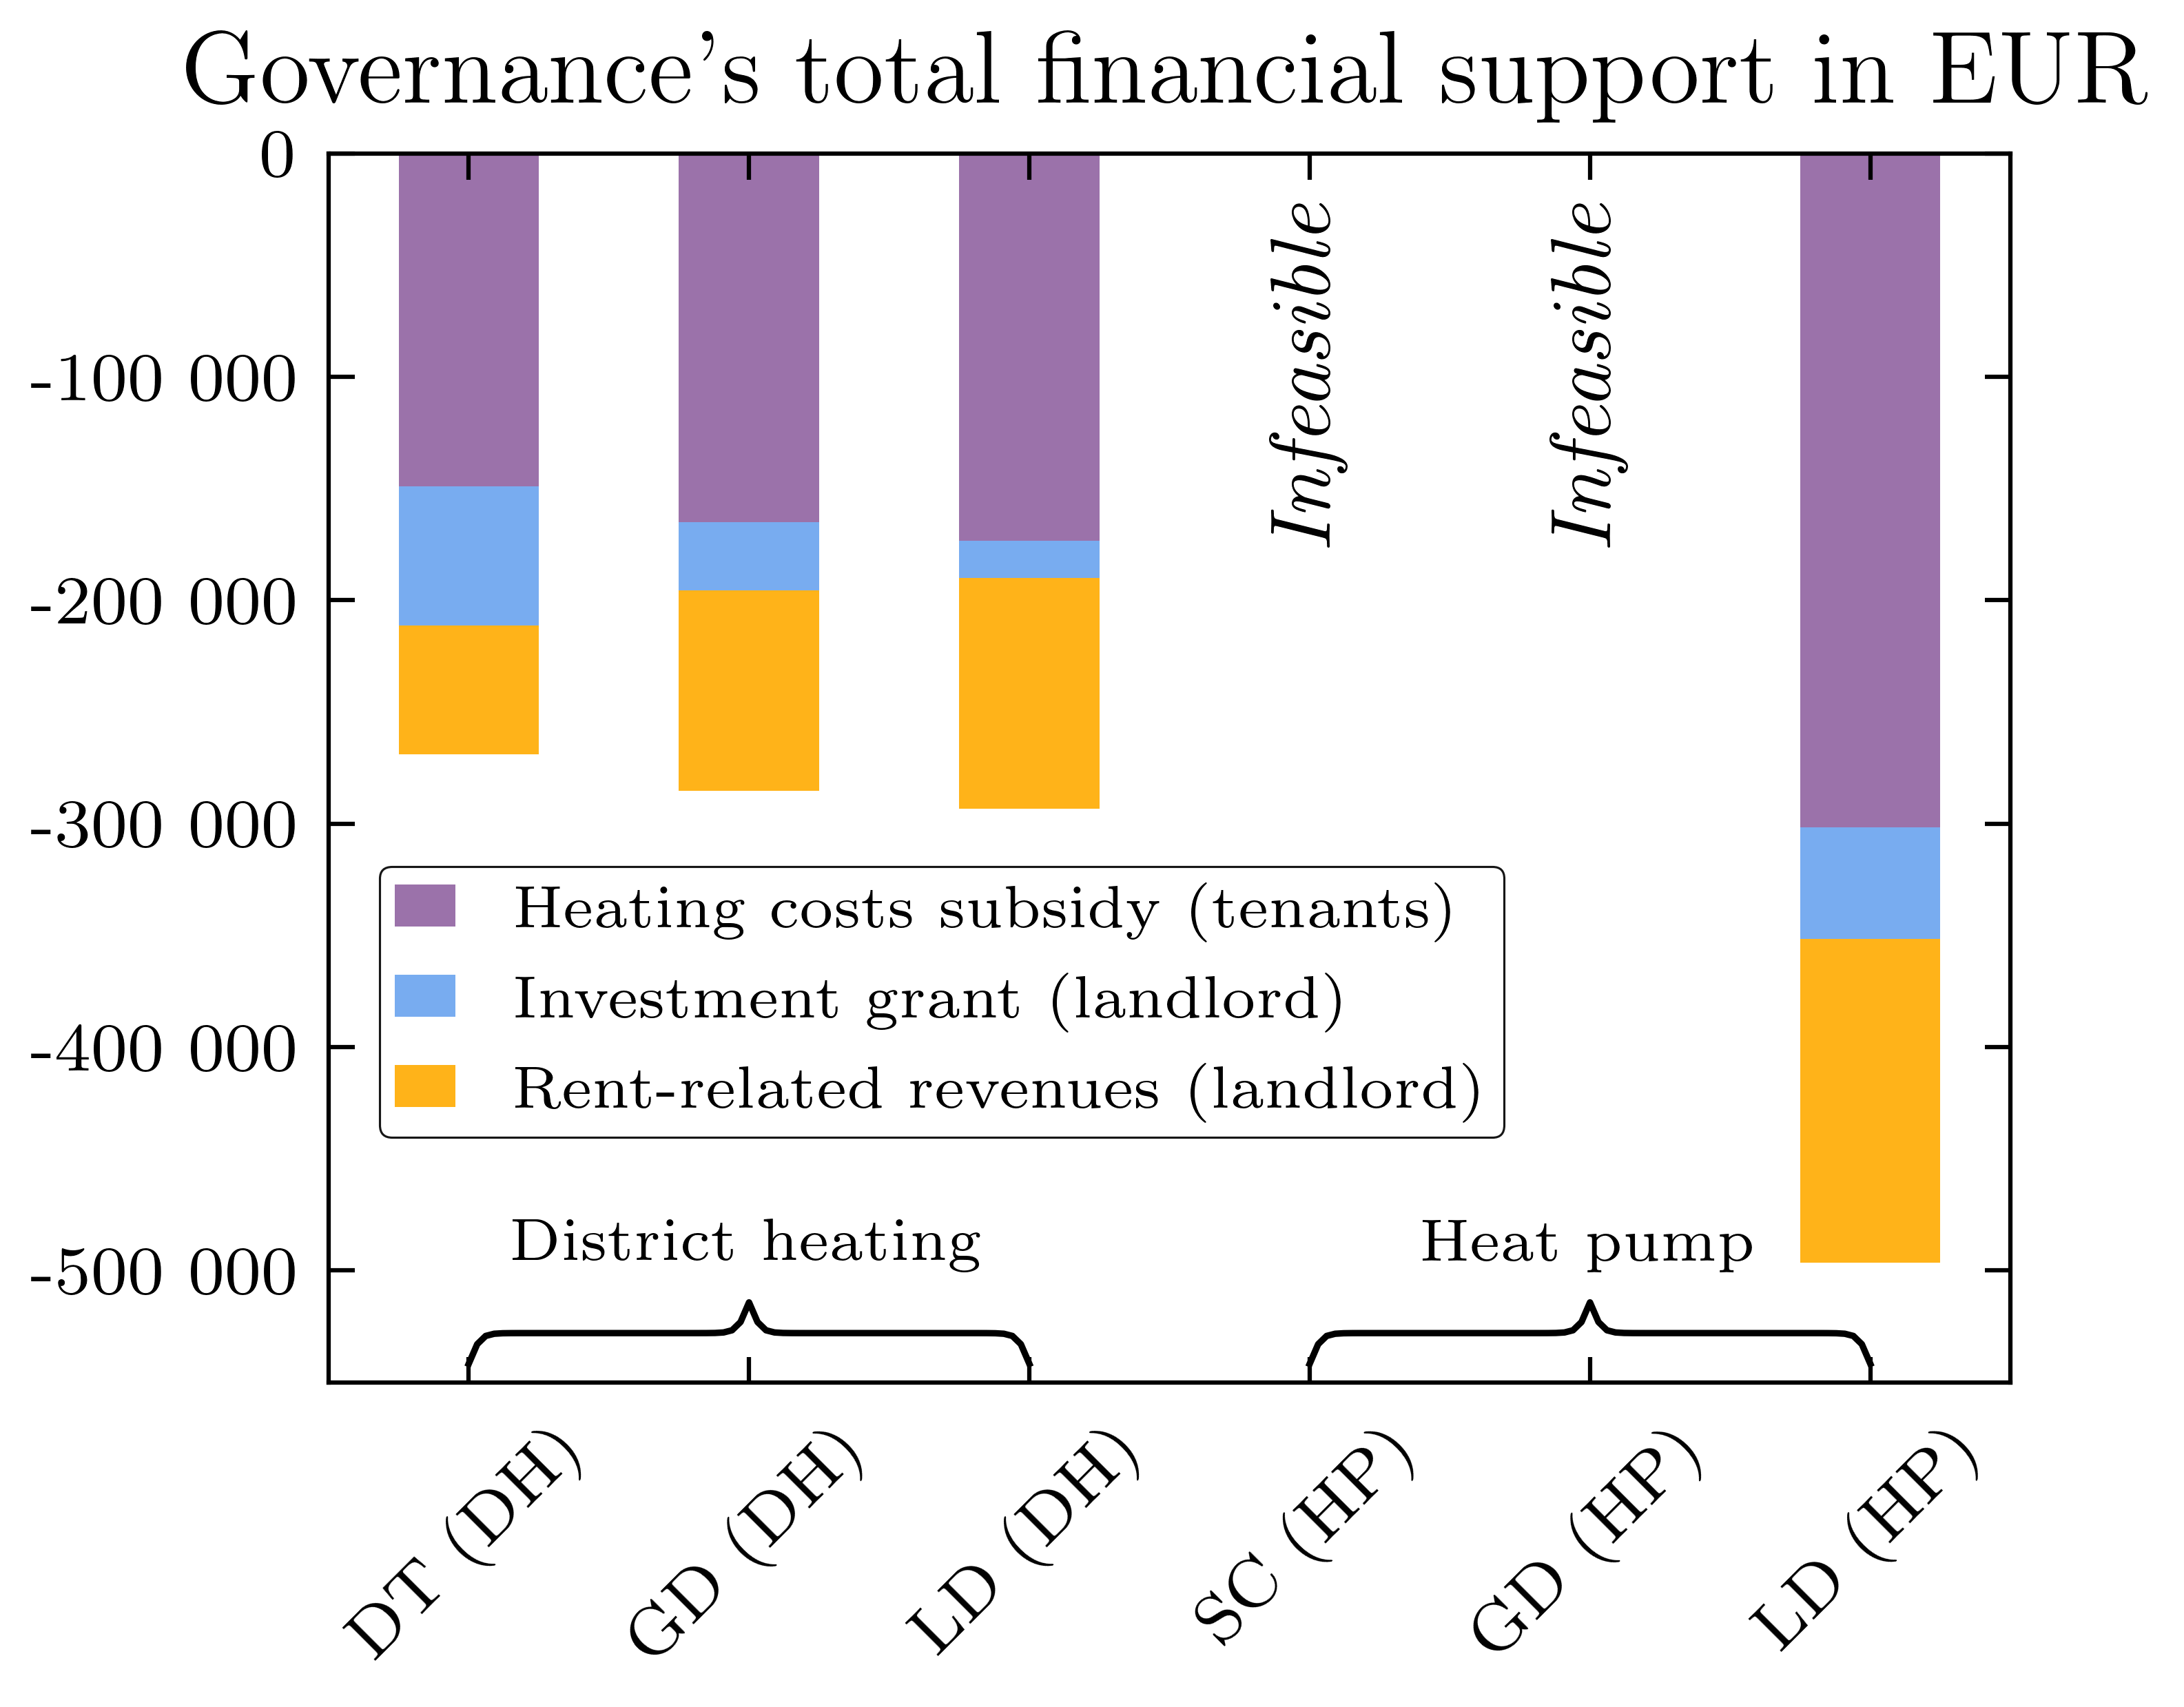 Governance's total financial support in EUR
0
-100 000
-200 000
-300 000
-400 000
-500 000
Infeasible
Infeasible
Heating costs subsidy (tenants)
Investment grant (landlord)
Rent-related revenues (landlord)
District heating
Heat pump
DT (DH)
GD (DH)
LD (DH)
SC (HP)
GD (HP)
LD (HP)